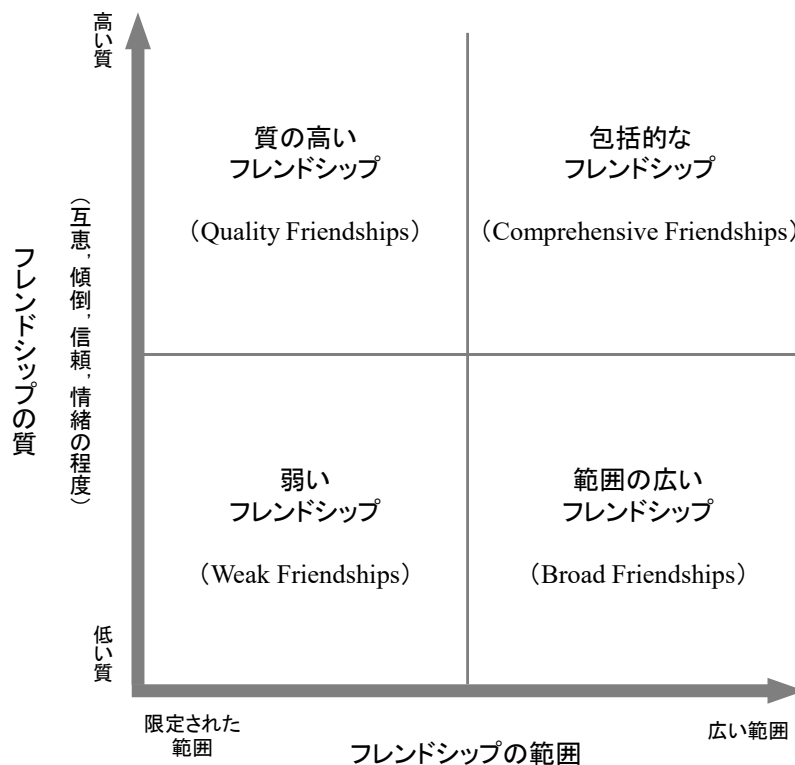 高い質
質の高い
フレンドシップ
（Quality Friendships）
包括的な
フレンドシップ
（Comprehensive Friendships）
フレンドシップの質
（互恵，傾倒，信頼，情緒の程度）
弱い
フレンドシップ
（Weak Friendships）
範囲の広い
フレンドシップ
（Broad Friendships）
低い質
限定された
範囲
フレンドシップの範囲
広い範囲